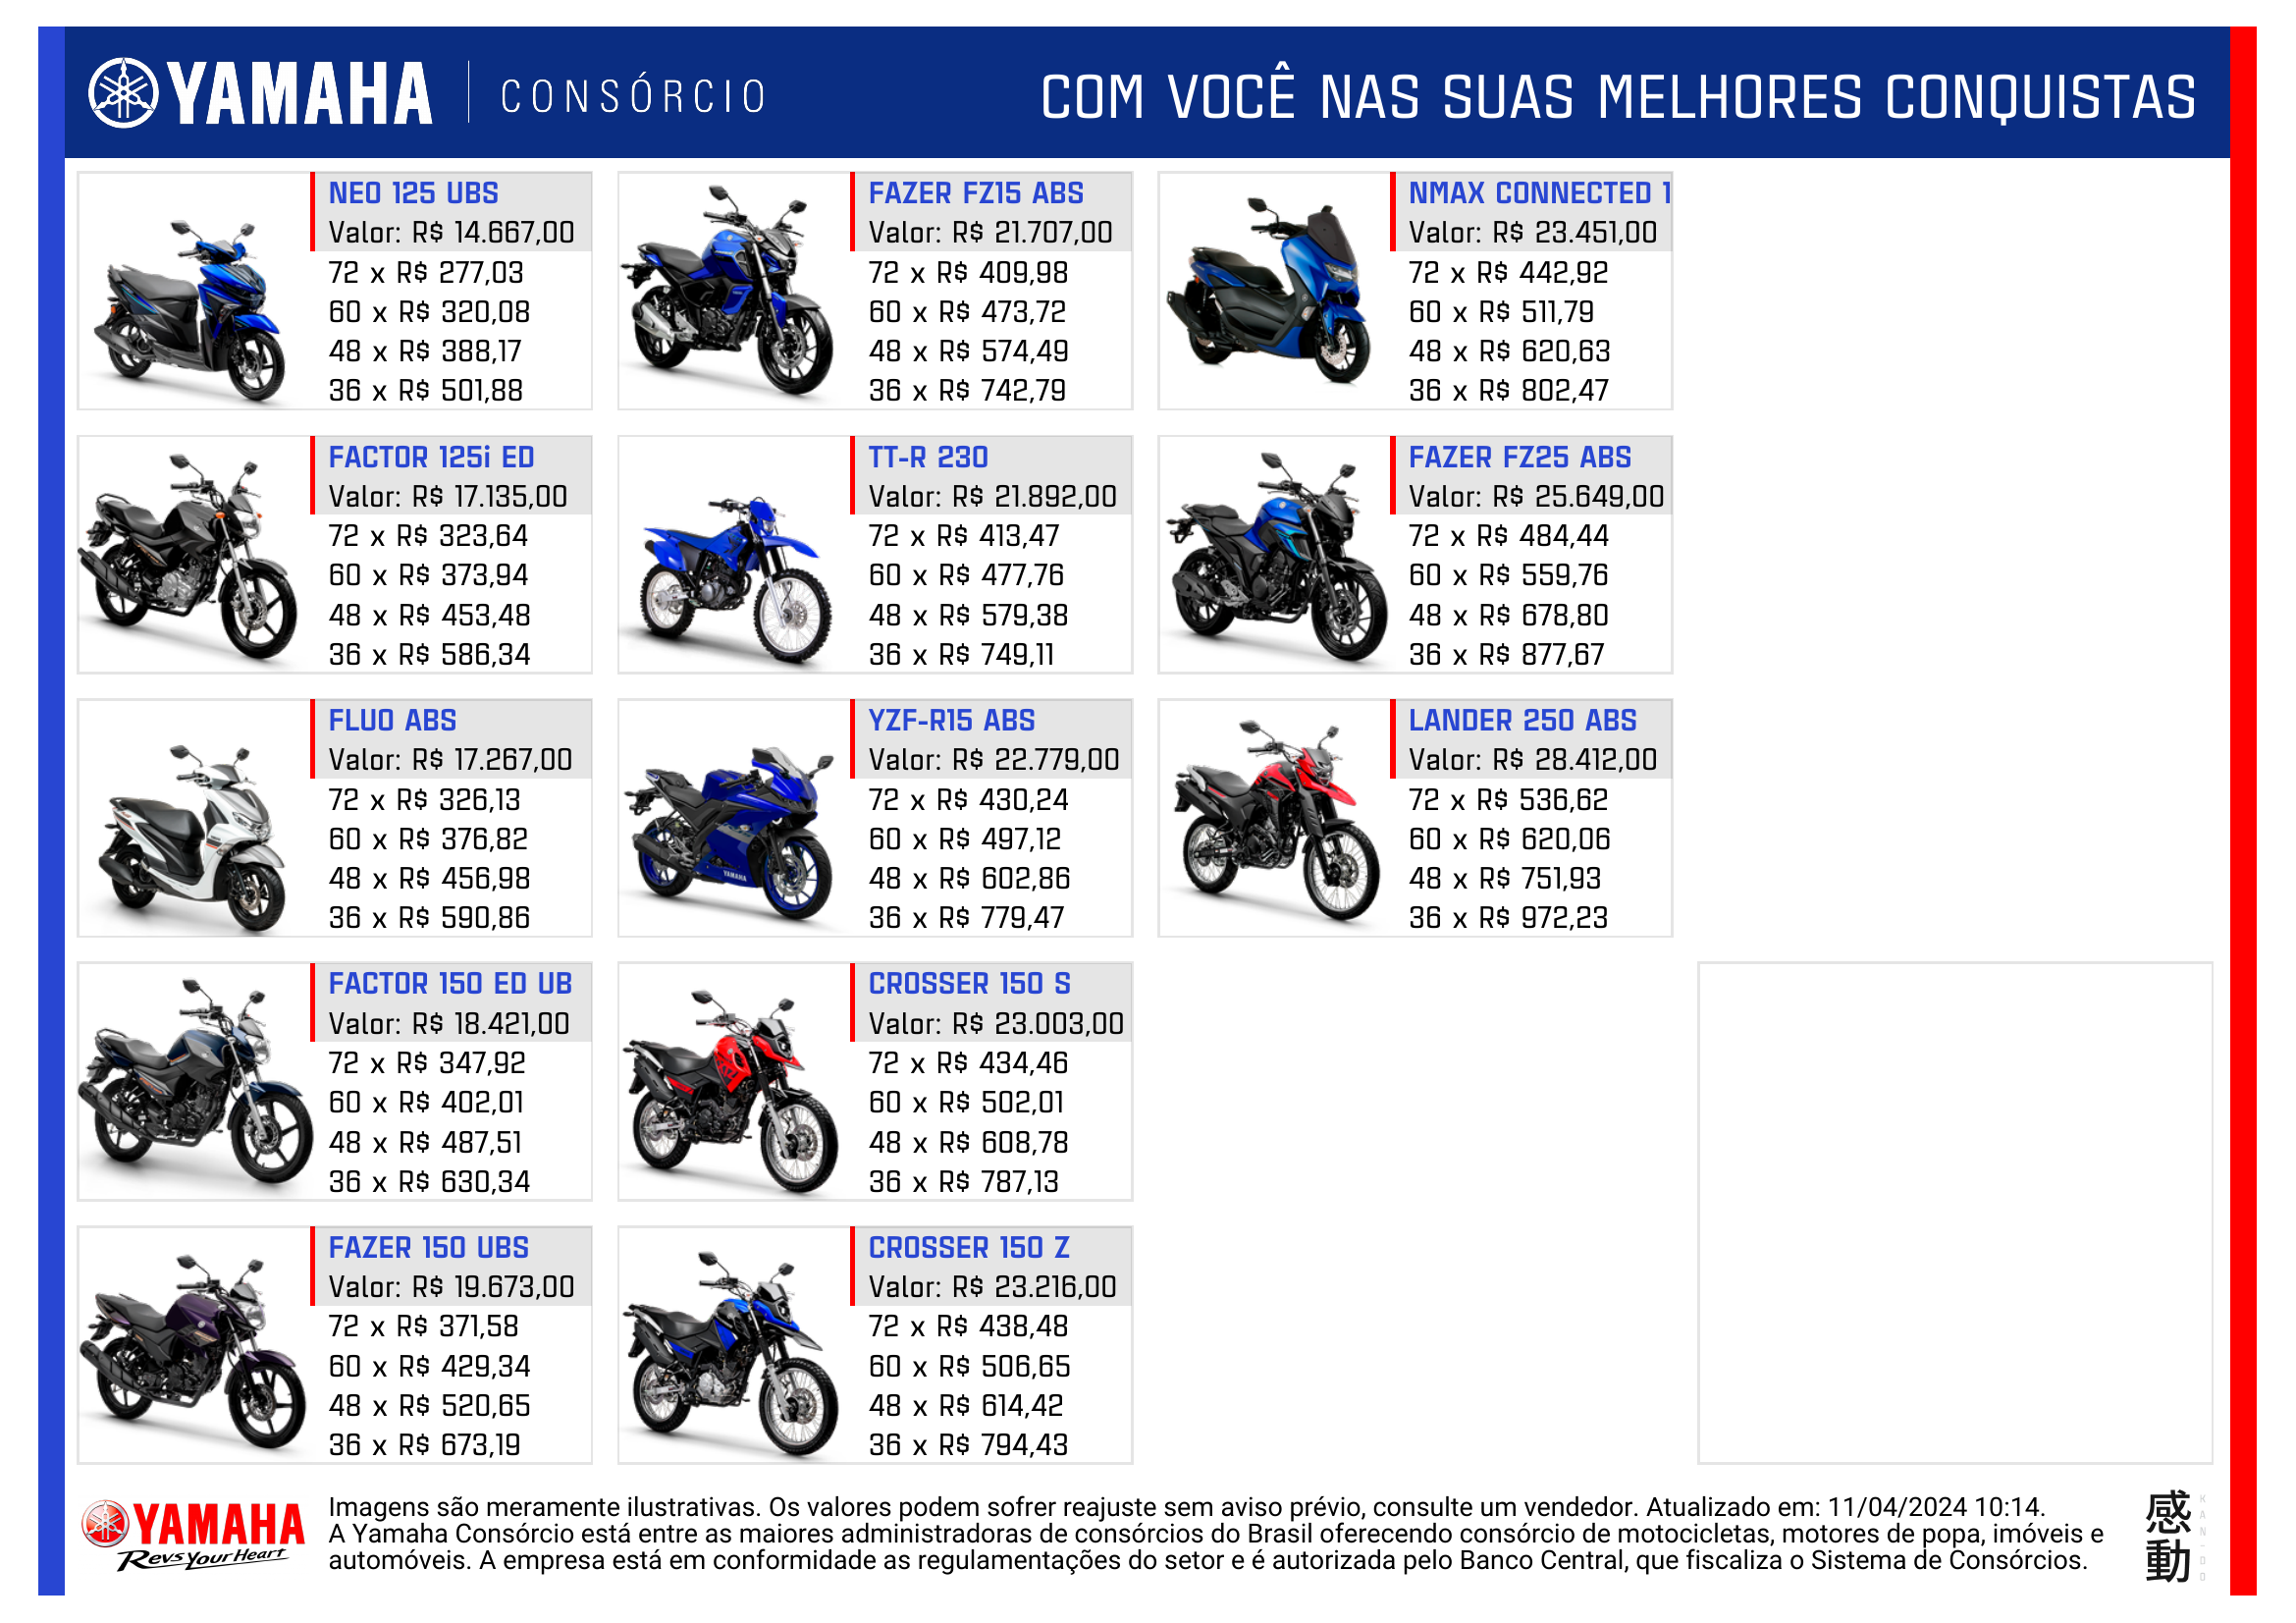 YAMAHA CONSÓRCIO
COM VOCÊ NAS SUAS MELHORES CONQUISTAS
NEO 125 UBS
Valor: R$ 14.667,00
72 x R$ 277,03
60 x R$ 320,08
48 x R$ 388,17
36 x R$ 501,88
FACTOR 125i ED
Valor: R$ 17.135,00
72 x R$ 323,64
60 x R$ 373,94
48 x R$ 453,48
36 x R$ 586,34
FLUO ABS
Valor: R$ 17.267,00
72 x R$ 326,13
60 x R$ 376,82
48 x R$ 456,98
36 x R$ 590,86
FACTOR 150 ED UB
Valor: R$ 18.421,00
72 x R$ 347,92
60 x R$ 402,01
48 x R$ 487,51
36 x R$ 630,34
FAZER 150 UBS
Valor: R$ 19.673,00
72 x R$ 371,58
60 x R$ 429,34
48 x R$ 520,65
36 x R$ 673,19
FAZER FZ15 ABS
Valor: R$ 21.707,00
72 x R$ 409,98
60 x R$ 473,72
48 x R$ 574,49
36 x R$ 742,79
TT-R 230
Valor: R$ 21.892,00
72 x R$ 413,47
60 x R$ 477,76
48 x R$ 579,38
36 x R$ 749,11
YZF-R15 ABS
Valor: R$ 22.779,00
72 x R$ 430,24
60 x R$ 497,12
48 x R$ 602,86
36 x R$ 779,47
YAMAHA
CROSSER 150 S
Valor: R$ 23.003,00
72 x R$ 434,46
60 x R$ 502,01
48 x R$ 608,78
36 x R$ 787,13
CROSSER 150 Z
Valor: R$ 23.216,00
72 x R$ 438,48
60 x R$ 506,65
48 x R$ 614,42
36 x R$ 794,43
NMAX CONNECTED 1
Valor: R$ 23.451,00
72 x R$ 442,92
60 x R$ 511,79
48 x R$ 620,63
36 x R$ 802,47
FAZER FZ25 ABS
Valor: R$ 25.649,00
72 x R$ 484,44
60 x R$ 559,76
48 x R$ 678,80
36 x R$ 877,67
LANDER 250 ABS
Valor: R$ 28.412,00
72 x R$ 536,62
60 x R$ 620,06
48 x R$ 751,93
36 x R$ 972,23
YAMAHA
Revs Your Heart
Imagens são meramente ilustrativas. Os valores podem sofrer reajuste sem aviso prévio, consulte um vendedor. Atualizado em: 11/04/2024 10:14.
A Yamaha Consórcio está entre as maiores administradoras de consórcios do Brasil oferecendo consórcio de motocicletas, motores de popa, imóveis e
automóveis. A empresa está em conformidade as regulamentações do setor e é autorizada pelo Banco Central, que fiscaliza o Sistema de Consórcios.
感動
KAN-DO